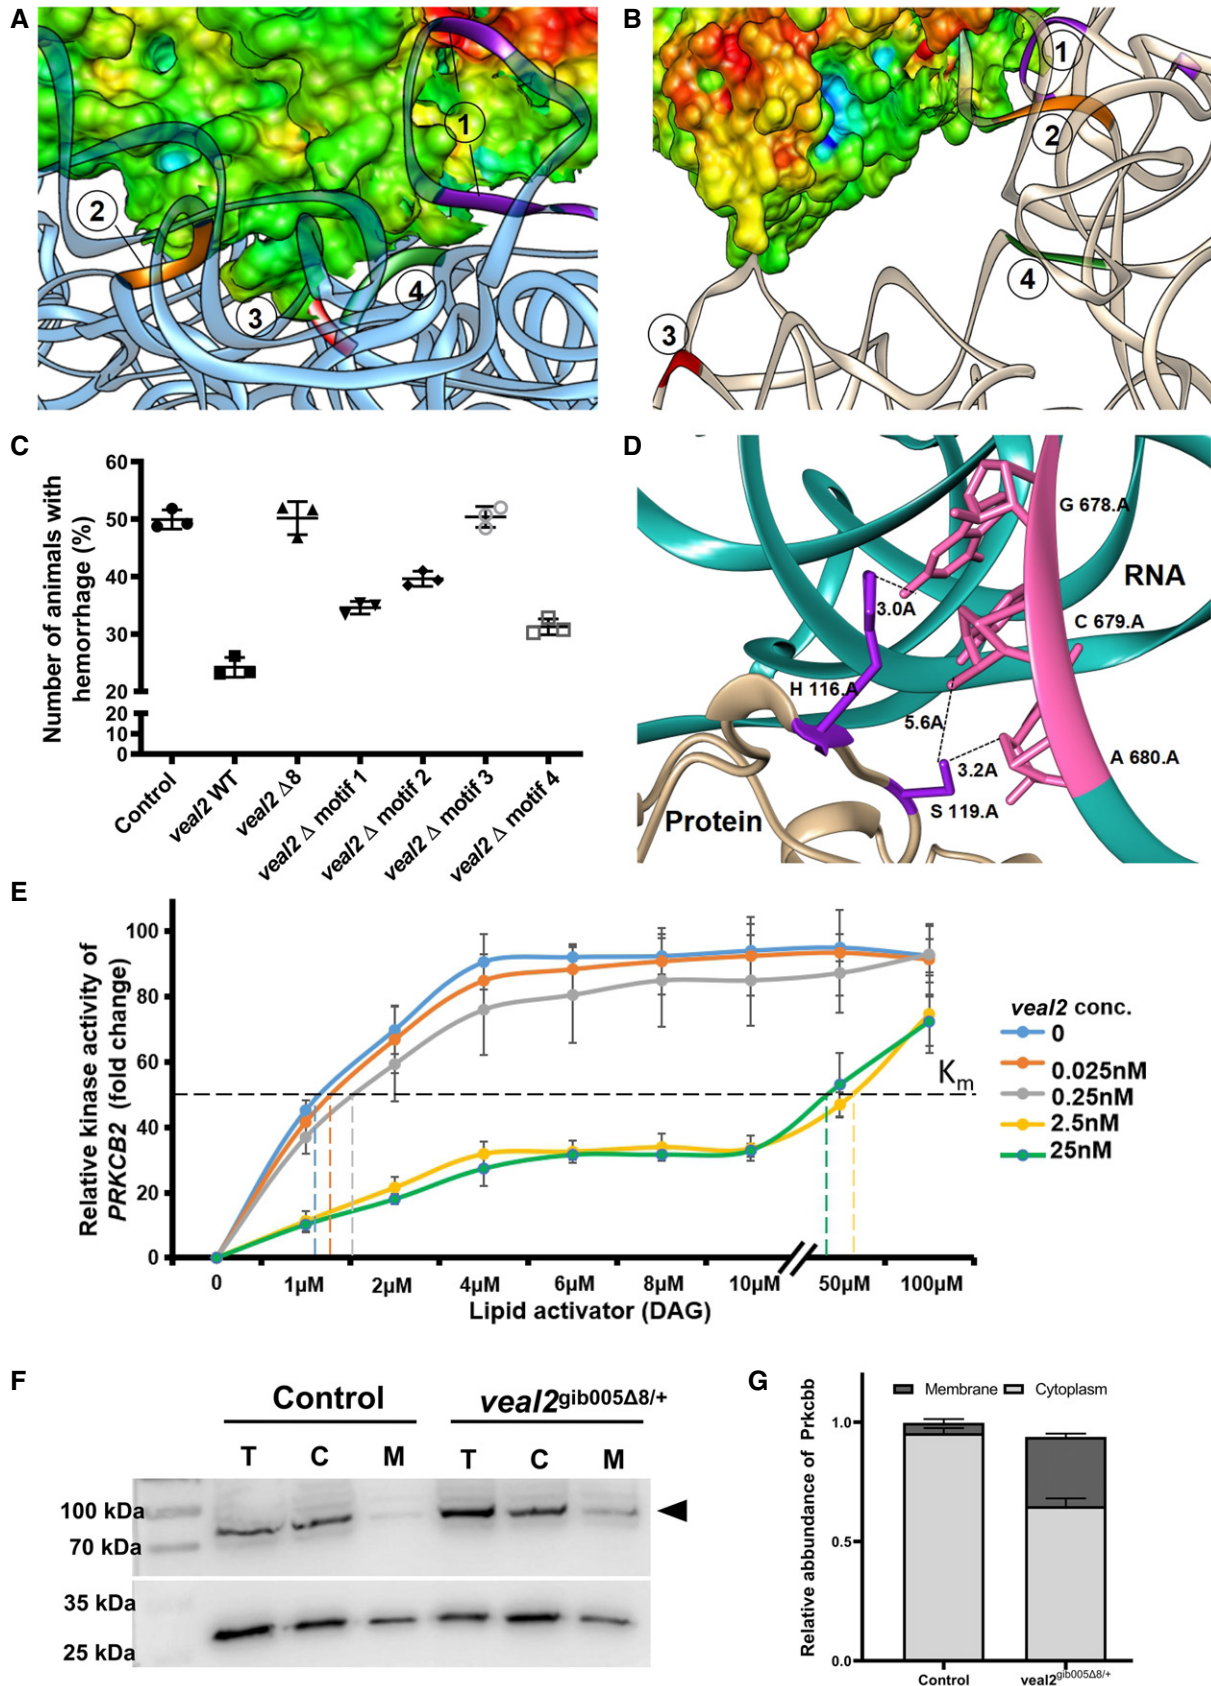 A
1
2
3
4
B
1
2
3
4
C
Number of animals with
hemorrhage (%)
60
50
40
30
20
20
10
0
Control
veal2 WT
veal2 Δ8
veal2 Δ motif 1
veal2 Δ motif 2
veal2 Δ motif 3
veal2 Δ motif 4
D
G 678.A
RNA
3.0A
C 679.A
H 116.A
5.6A
3.2A
A 680.A
S 119.A
Protein
E
Relative kinase activity of
PRKCB2 (fold change)
100
80
60
40
20
0
Km
0
1µM
2µM
4µM
6µM
8µM
10µM
50µM
100µM
Lipid activator (DAG)
veal2 conc.
0
0.025nM
0.25nM
2.5nM
25nM
F
Control
veal2gib005Δ8/+
T C M T C M
100 kDa
70 kDa
35 kDa
25 kDa
G
Relative abbundance of Prkcbb
Membrane
Cytoplasm
1.0
0.5
0.0
Control
veal2gib005Δ8/+